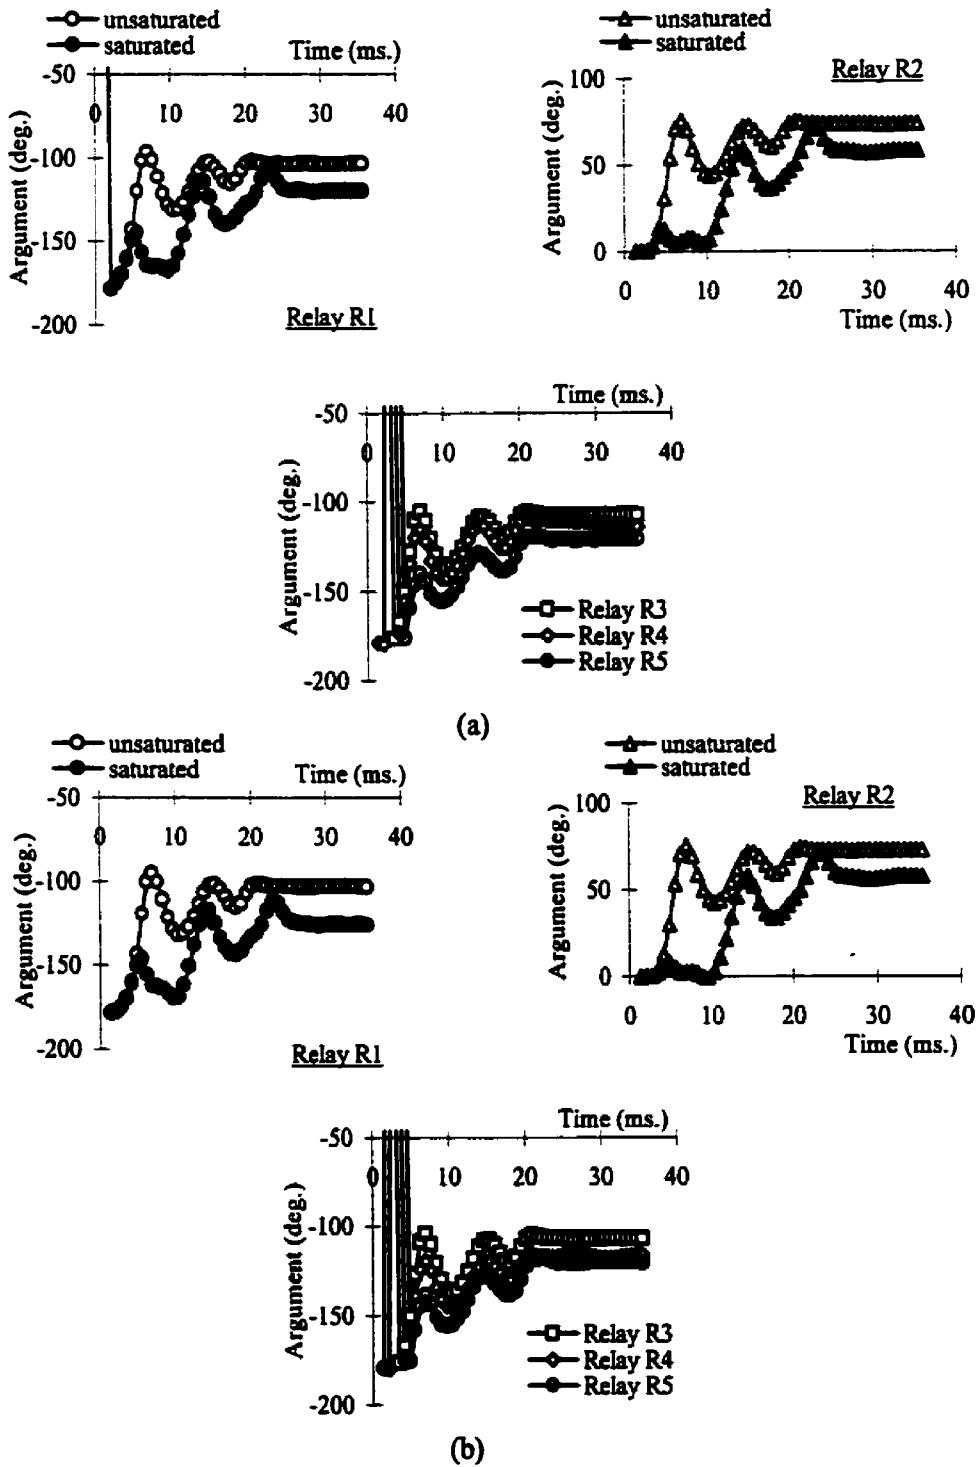 unsaturated
saturated
Time (ms.)
-50
0 10 20 30 40
-100
-150
-200
Argument (deg.)
Relay R1
unsaturated
saturated
Relay R2
100
50
0
0 10 20 30 40
Argument (deg.)
Time (ms.)
Time (ms.)
-50
0 10 20 30 40
-100
-150
-200
Argument (deg.)
Relay R3
Relay R4
Relay R5
(a)
unsaturated
saturated
Time (ms.)
-50
0 10 20 30 40
-100
-150
-200
Argument (deg.)
Relay R1
unsaturated
saturated
Relay R2
100
50
0
0 10 20 30 40
Argument (deg.)
Time (ms.)
Time (ms.)
-50
0 10 20 30 40
-100
-150
-200
Argument (deg.)
Relay R3
Relay R4
Relay R5
(b)